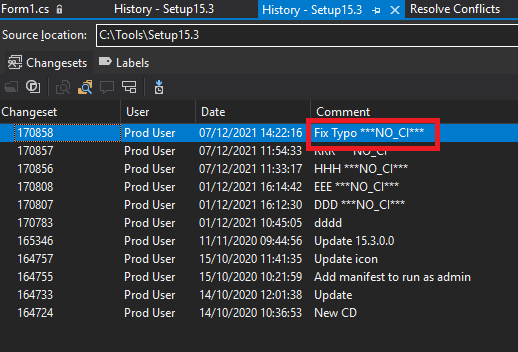 Form1.cs History - Setup15.3 History - Setup15.3 Resolve Conflicts
Source location: C:\Tools\Setup15.3
Changesets Labels
Changeset User Date Comment
170858 Prod User 07/12/2021 14:22:16 Fix Typo ***NO_CI***
170857 Prod User 07/12/2021 11:54:33
170856 Prod User 07/12/2021 11:33:17 HHH ***NO_CI***
170808 Prod User 01/12/2021 16:14:42 EEE ***NO_CI***
170807 Prod User 01/12/2021 16:12:30 DDD ***NO_CI***
170783 Prod User 01/12/2021 10:45:05 dddd
165346 Prod User 11/11/2020 09:44:56 Update 15.3.0.0
164757 Prod User 15/10/2020 11:41:35 Update icon
164755 Prod User 15/10/2020 10:21:59 Add manifest to run as admin
164733 Prod User 14/10/2020 12:01:38 Update
164724 Prod User 14/10/2020 10:36:53 New CD